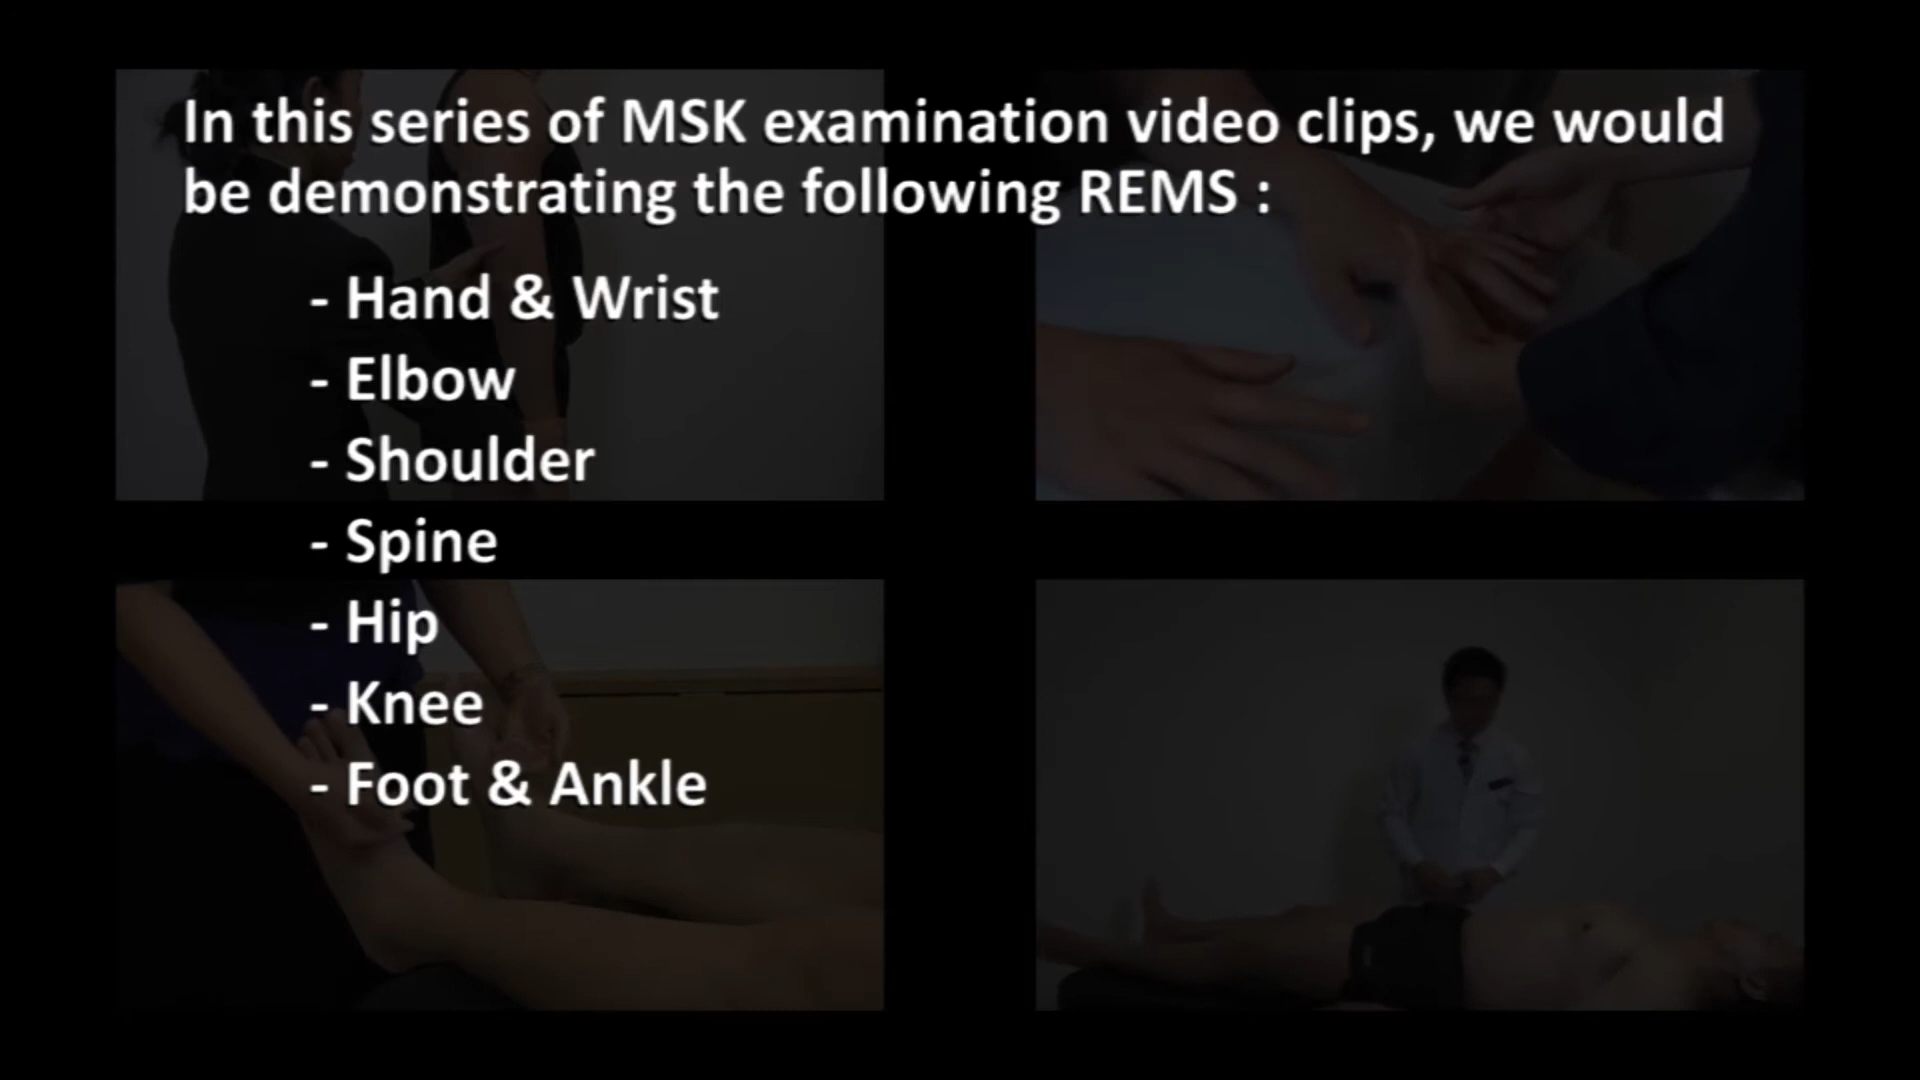 In this series of MSK examination video clips, we would
be demonstrating the following REMS :
- Hand & Wrist
- Elbow
- Shoulder
- Spine
- Hip
- Knee
- Foot & Ankle